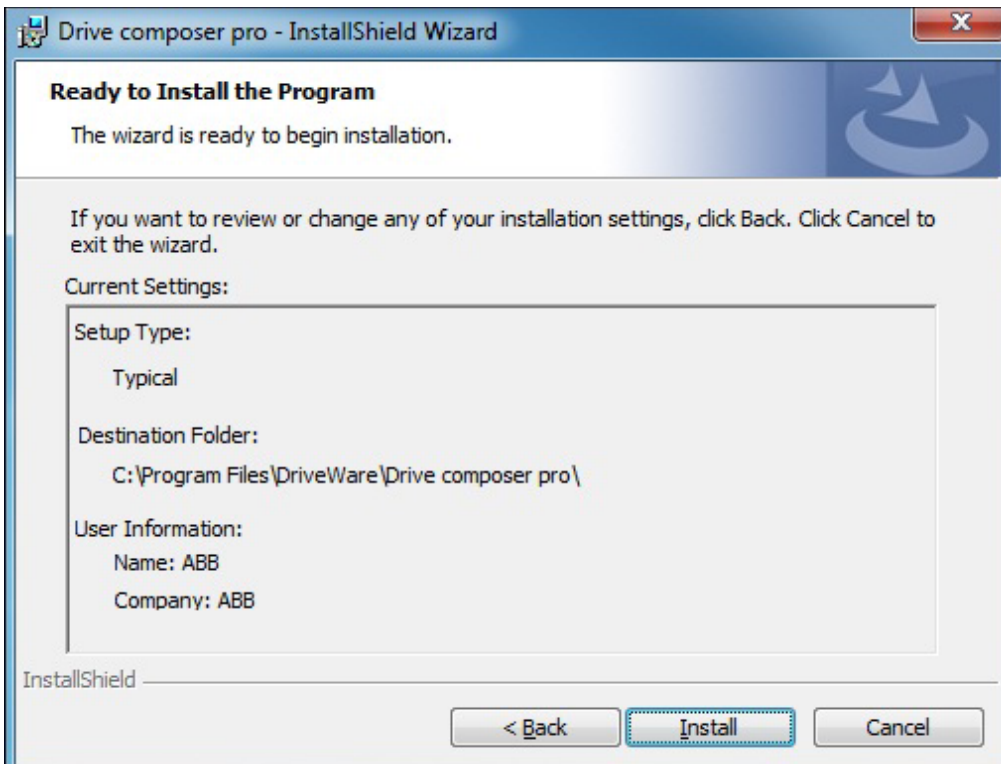 Drive composer pro - InstallShield Wizard
Ready to Install the Program
The wizard is ready to begin installation.
If you want to review or change any of your installation settings, click Back. Click Cancel to
exit the wizard.
Current Settings:
Setup Type:
Typical
Destination Folder:
C:\Program Files\DriveWare\Drive composer pro\
User Information:
Name: ABB
Company: ABB
InstallShield
< Back
Install
Cancel